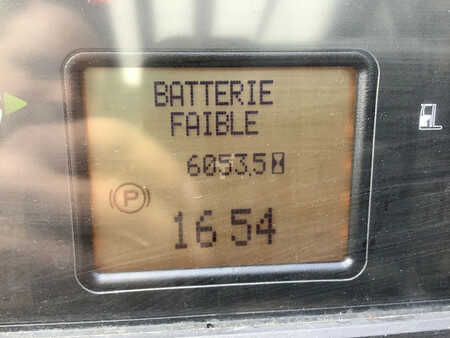 BATTERIE
FAIBLE
6053.5
P
16 54